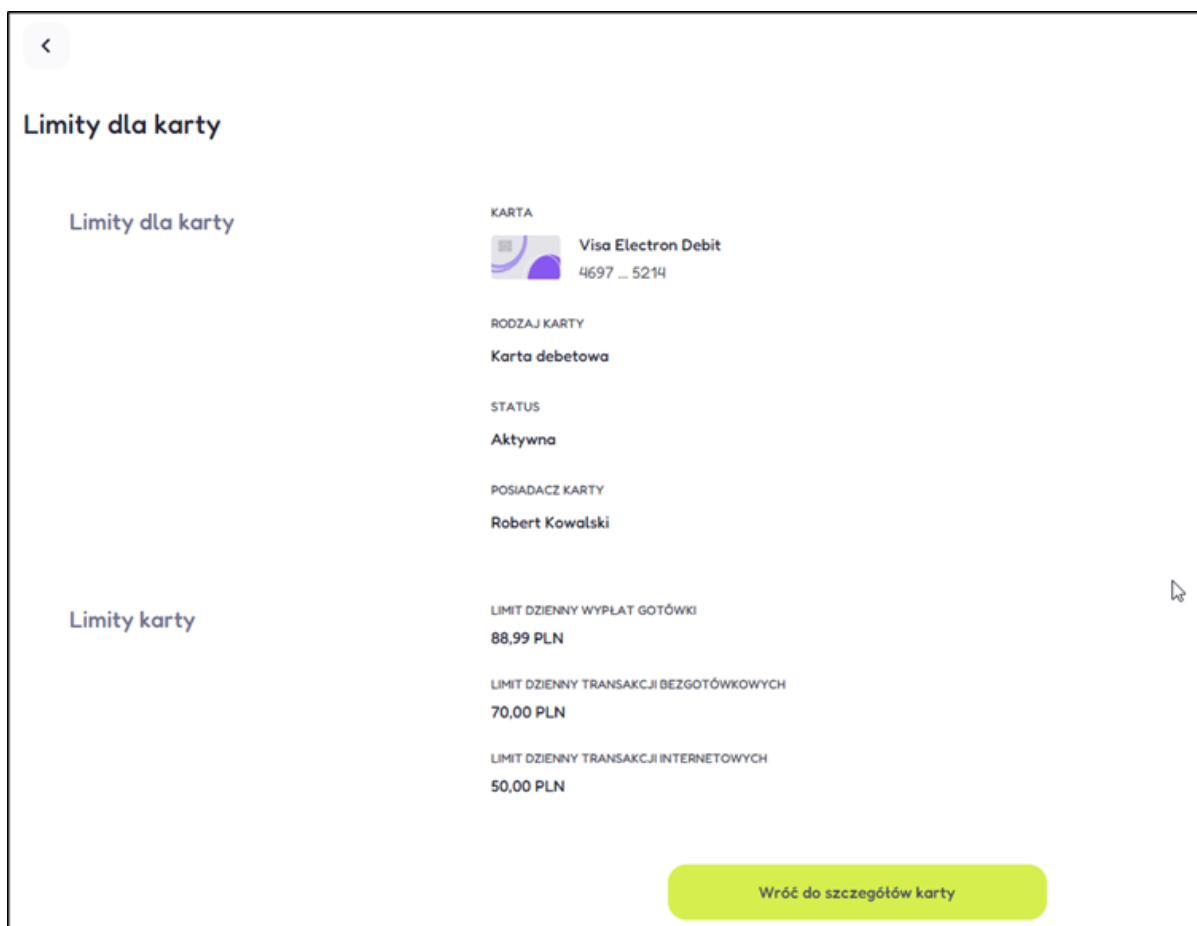 Limity dla karty
Limity dla karty
KARTA
Visa Electron Debit
4697 ... 5214
RODZAJ KARTY
Karta debetowa
STATUS
Aktywna
POSIADACZ KARTY
Robert Kowalski
Limity karty
LIMIT DZIENNY WYPŁAT GOTÓWKI
88,99 PLN
LIMIT DZIENNY TRANSAKCJI BEZGOTÓWKOWYCH
70,00 PLN
LIMIT DZIENNY TRANSAKCJI INTERNETOWYCH
50,00 PLN
Wróć do szczegółów karty